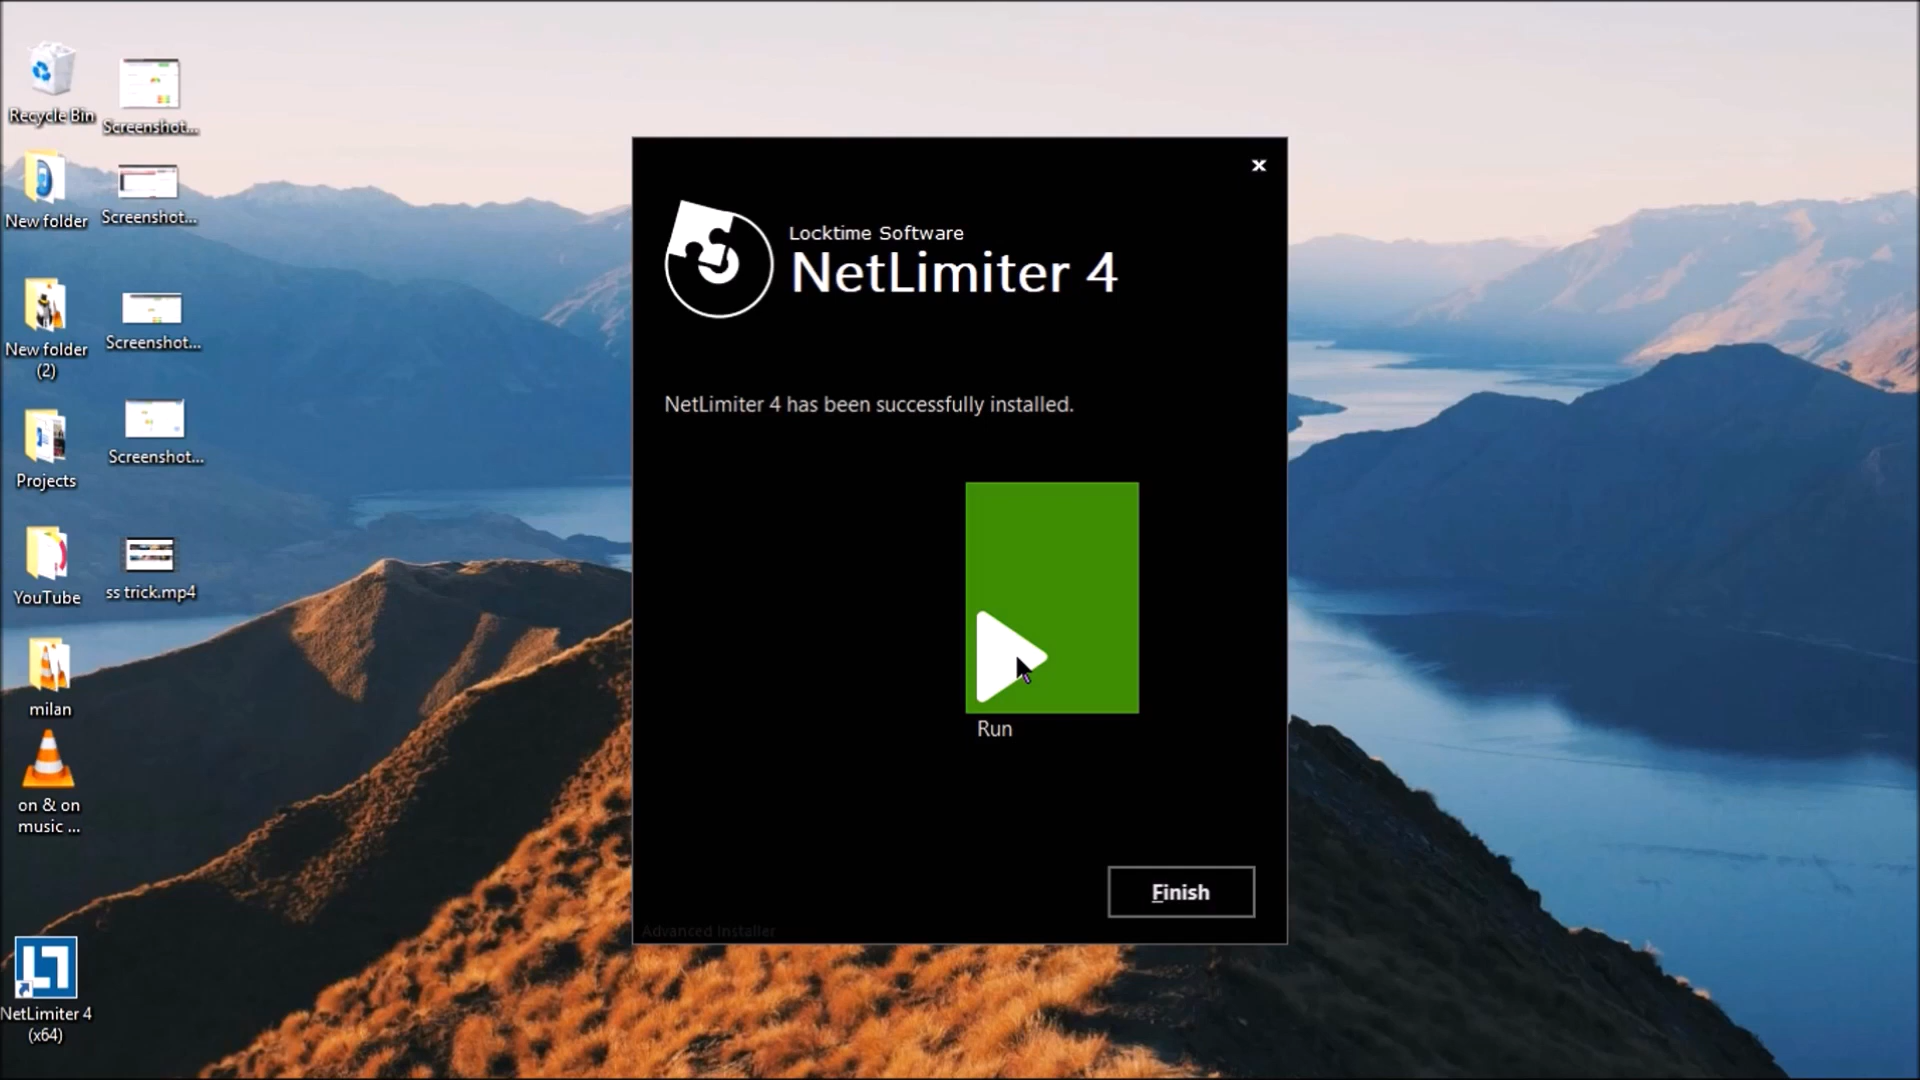 Recycle Bin
Screenshot...
New folder
Screenshot...
New folder
(2)
Screenshot...
Projects
Screenshot...
YouTube
ss trick.mp4
milan
on & on
music ...
NetLimiter 4
(x64)
x
Locktime Software
NetLimiter 4
NetLimiter 4 has been successfully installed.
Run
Finish
Advanced Installer